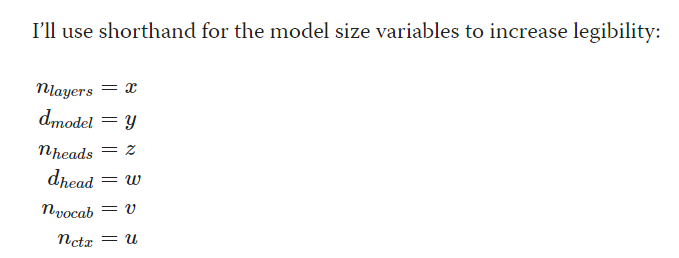 I'll use shorthand for the model size variables to increase legibility:
n_{layers} = x
d_{model} = y
n_{heads} = z
d_{head} = w
n_{vocab} = v
n_{ctx} = u